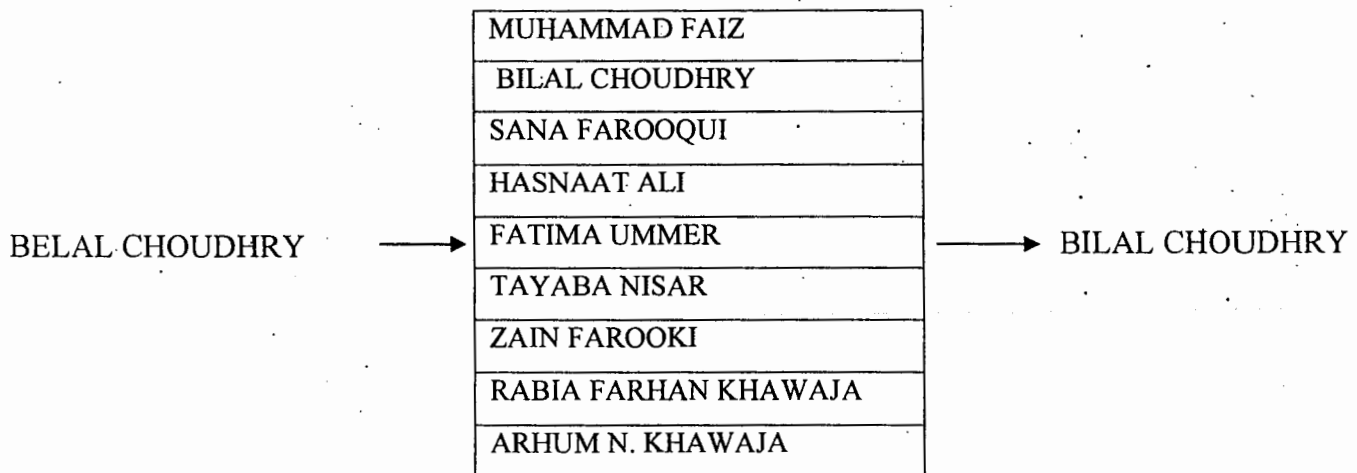 MUHAMMAD FAIZ
BILAL CHOUDHRY
SANA FAROOQUI
HASNAAT ALI
BELAL CHOUDHRY
FATIMA UMMER
BILAL CHOUDHRY
TAYABA NISAR
ZAIN FAROOKI
RABIA FARHAN KHAWAJA
ARHUM N. KHAWAJA